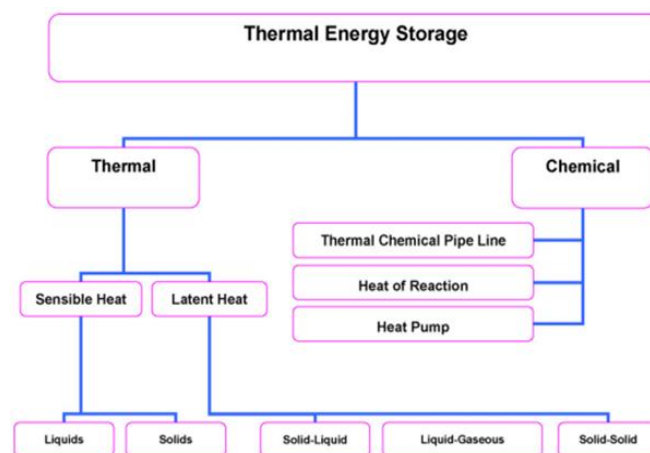 Thermal Energy Storage
Thermal
Chemical
Thermal Chemical Pipe Line
Heat of Reaction
Heat Pump
Sensible Heat
Latent Heat
Liquids
Solids
Solid-Liquid
Liquid-Gaseous
Solid-Solid